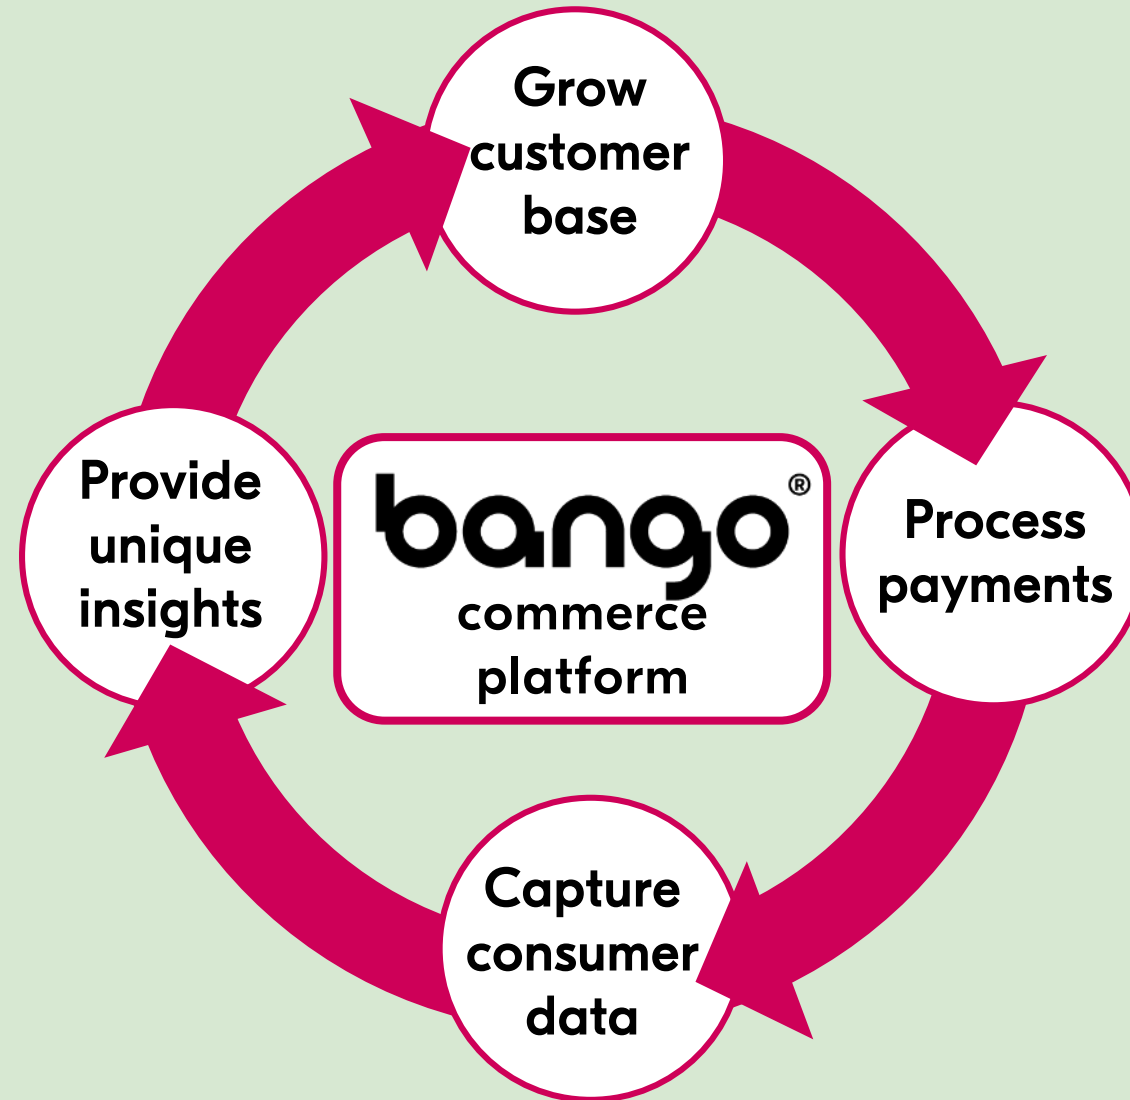 Grow
customer
base
Process
payments
Capture
consumer
data
Provide
unique
insights
bango®
commerce
platform